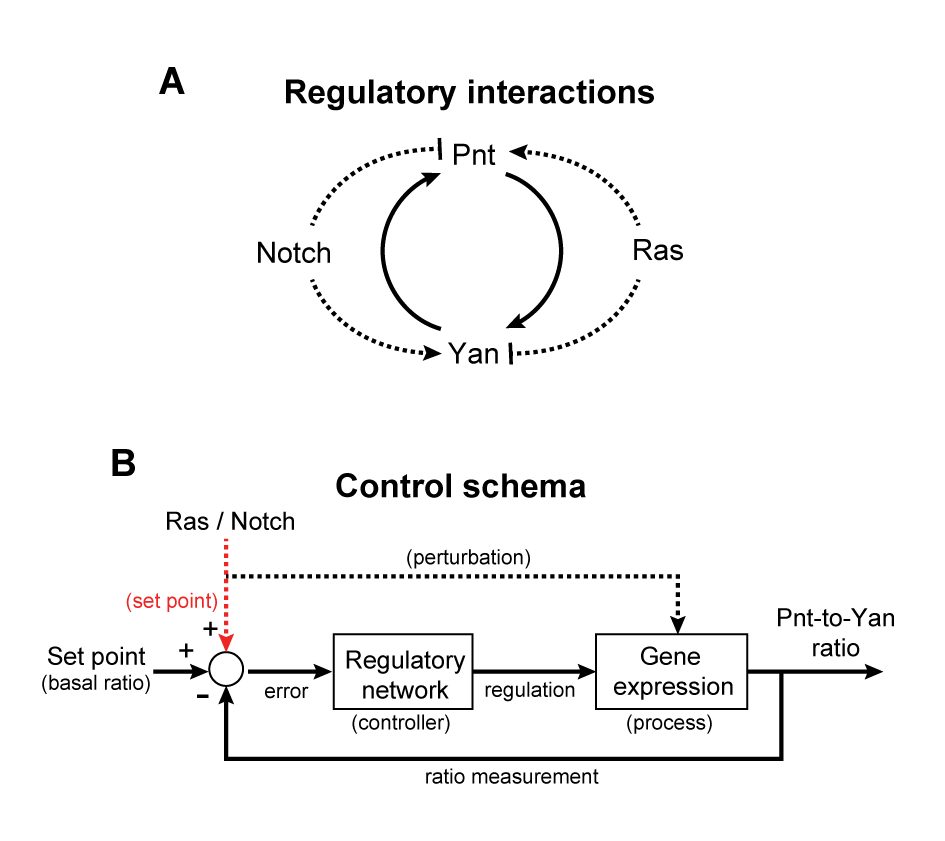 A
Regulatory interactions
Pnt
Notch
Ras
Yan
B
Control schema
Ras / Notch
(perturbation)
(set point)
+
+
Set point
(basal ratio)
-
error
Regulatory
network
(controller)
regulation
Gene
expression
(process)
Pnt-to-Yan
ratio
ratio measurement